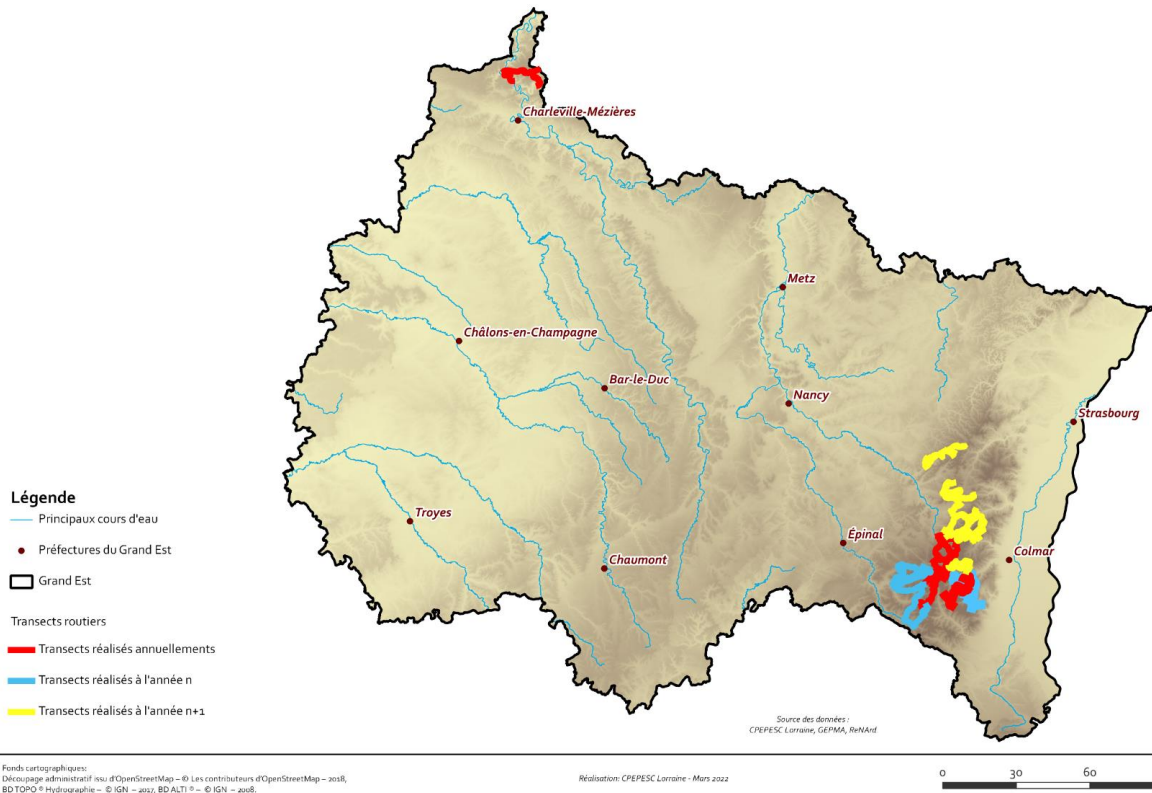 Charleville-Mézières
Metz
Châlons-en-Champagne
Bar-le-Duc
Nancy
Strasbourg
Troyes
Épinal
Colmar
Chaumont
Légende
Principaux cours d'eau
Préfectures du Grand Est
Grand Est
Transects routiers
Transects réalisés annuellements
Transects réalisés à l'année n
Transects réalisés à l'année n+1
Source des données :
CPEPESC Lorraine, GEPMA, ReNArd
Fonds cartographiques:
Découpage administratif issu d'OpenStreetMap – © Les contributeurs d'OpenStreetMap – 2018,
BD TOPO ® Hydrographie – © IGN – 2017, BD ALTI ® – © IGN – 2008.
Réalisation: CPEPESC Lorraine - Mars 2022
0 30 60